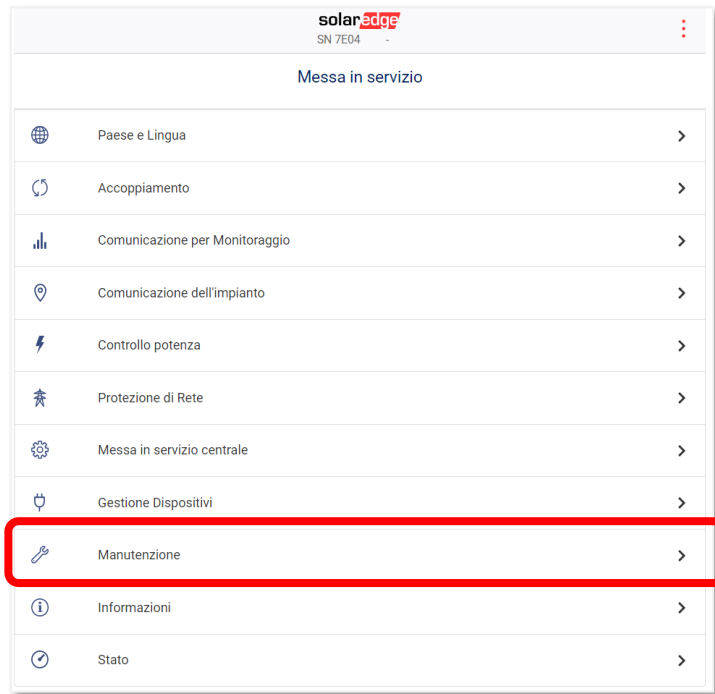 solaredge
SN 7E04 -
Messa in servizio
Paese e Lingua
Accoppiamento
Comunicazione per Monitoraggio
Comunicazione dell'impianto
Controllo potenza
Protezione di Rete
Messa in servizio centrale
Gestione Dispositivi
Manutenzione
Informazioni
Stato